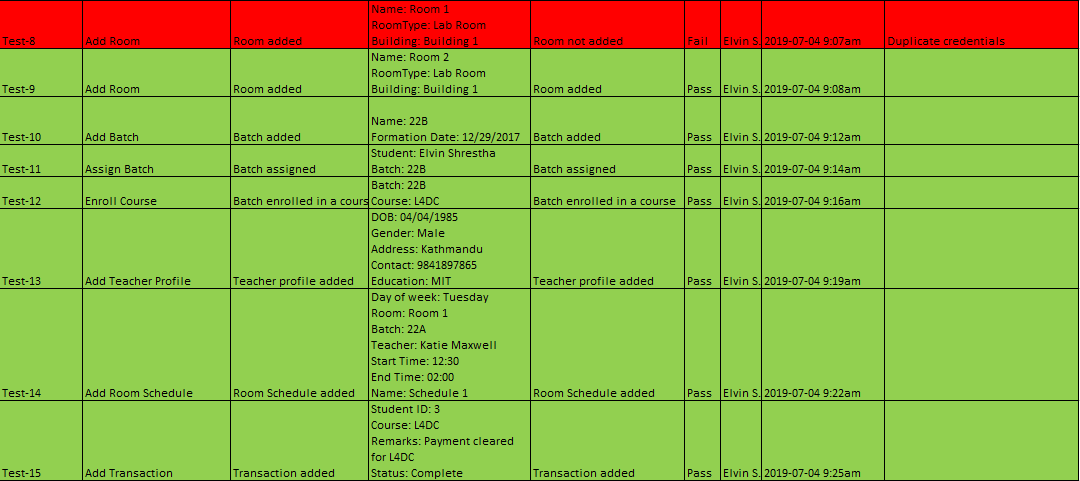 Name: Room 1
RoomType: Lab Room
Test-8 Add Room Room added Building: Building 1 Room not added Fail Elvin S. 2019-07-04 9:07am Duplicate credentials
Name: Room 2
RoomType: Lab Room
Test-9 Add Room Room added Building: Building 1 Room added Pass Elvin S. 2019-07-04 9:08am
Name: 22B
Test-10 Add Batch Batch added Formation Date: 12/29/2017 Batch added Pass Elvin S. 2019-07-04 9:12am
Student: Elvin Shrestha
Test-11 Assign Batch Batch assigned Batch: 22B Batch assigned Pass Elvin S. 2019-07-04 9:14am
Batch: 22B
Test-12 Enroll Course Batch enrolled in a cours Course: L4DC Batch enrolled in a course Pass Elvin S. 2019-07-04 9:16am
DOB: 04/04/1985
Gender: Male
Address: Kathmandu
Contact: 9841897865
Test-13 Add Teacher Profile Teacher profile added Education: MIT Teacher profile added Pass Elvin S. 2019-07-04 9:19am
Day of week: Tuesday
Room: Room 1
Batch: 22A
Teacher: Katie Maxwell
Start Time: 12:30
End Time: 02:00
Test-14 Add Room Schedule Room Schedule added Name: Schedule 1 Room Schedule added Pass Elvin S. 2019-07-04 9:22am
Student ID: 3
Course: L4DC
Remarks: Payment cleared
for L4DC
Test-15 Add Transaction Transaction added Status: Complete Transaction added Pass Elvin S. 2019-07-04 9:25am